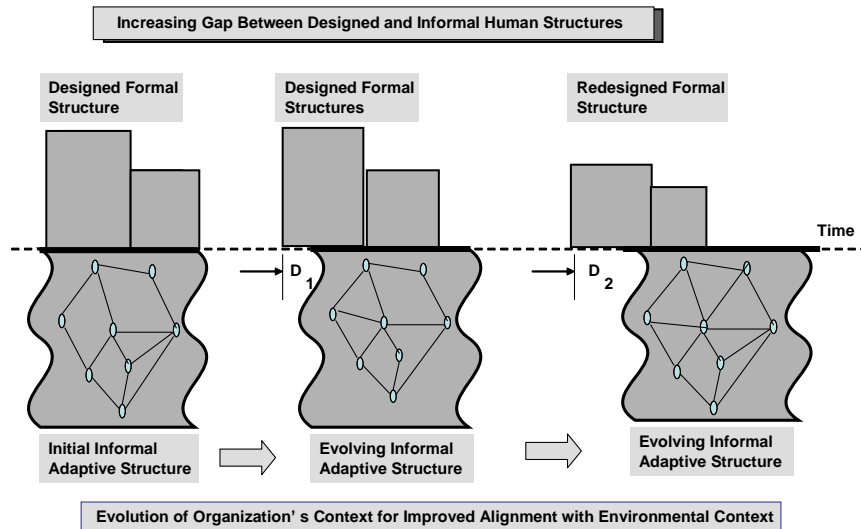 Increasing Gap Between Designed and Informal Human Structures
Designed Formal
Structure
Designed Formal
Structures
Redesigned Formal
Structure
Time
D
1
D
2
Initial Informal
Adaptive Structure
Evolving Informal
Adaptive Structure
Evolving Informal
Adaptive Structure
Evolution of Organization’ s Context for Improved Alignment with Environmental Context